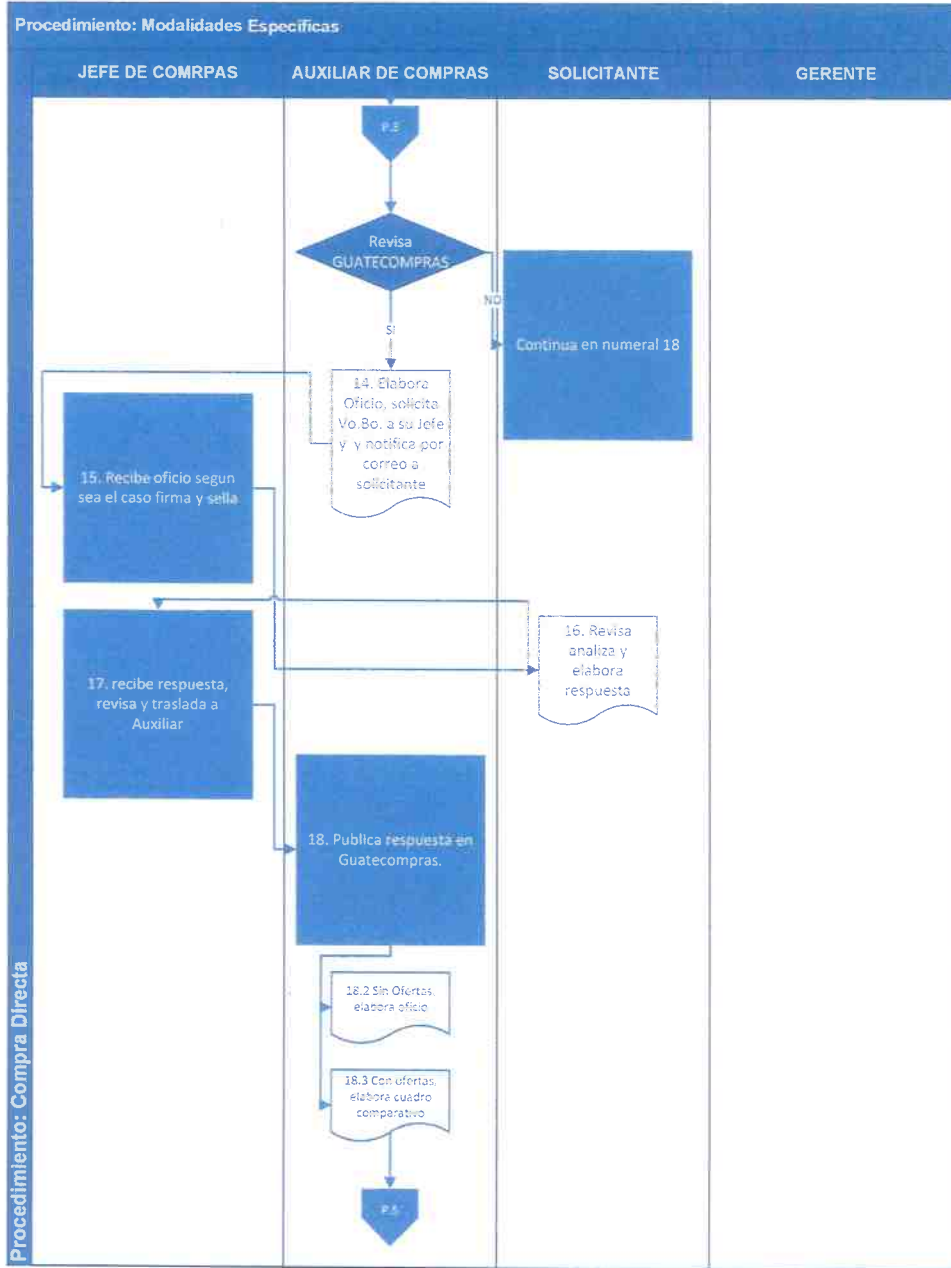 Procedimiento: Modalidades Específicas
JEFE DE COMRPAS
AUXILIAR DE COMPRAS
SOLICITANTE
GERENTE
Revisa
GUATECOMPRAS
NO
SI
Continua en numeral 18
14. Elabora
Oficio, solicita
Vo.Bo. a su Jefe
y y notifica por
correo a
solicitante
15. Recibe oficio segun
sea el caso firma y sella
16. Revisa
analiza y
elabora
respuesta
17. recibe respuesta,
revisa y traslada a
Auxiliar
18. Publica respuesta en
Guatecompras.
18.2 Sin Ofertas,
elabora oficio
18.3 Con ofertas,
elabora cuadro
comparativo
Procedimiento: Compra Directa